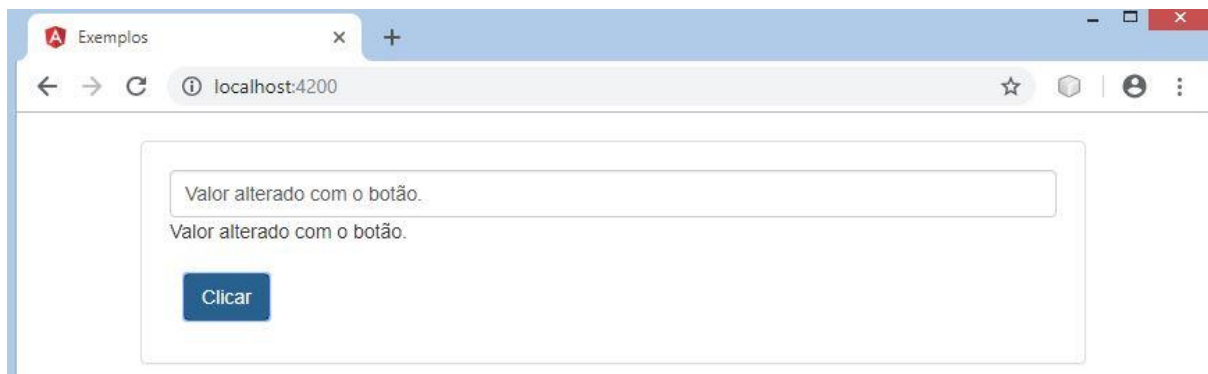 Exemplos
localhost:4200
Valor alterado com o botão.
Valor alterado com o botão.
Clicar